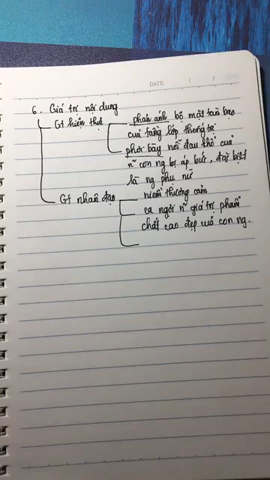 DATE
6. Giá trị nội dung
Gt hiện thực phản ánh bộ mặt tàn bạo
của tầng lớp thống trị
phơi bày nỗi đau khổ của
~ con ng bị áp bức, đặc biệt
là ng phụ nữ
Gt nhân đạo niềm thương cảm
ca ngợi ~ giá trị phẩm
chất cao đẹp của con ng.